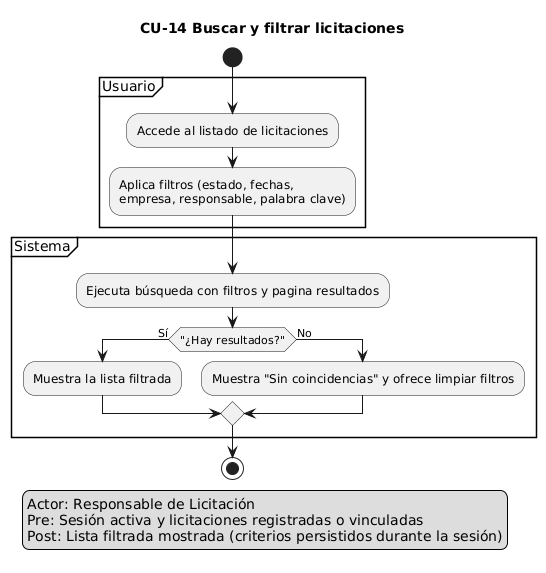 CU-14 Buscar y filtrar licitaciones
Usuario
Accede al listado de licitaciones
Aplica filtros (estado, fechas,
empresa, responsable, palabra clave)
Sistema
Ejecuta búsqueda con filtros y pagina resultados
"¿Hay resultados?"
Sí
No
Muestra la lista filtrada
Muestra "Sin coincidencias" y ofrece limpiar filtros
Actor: Responsable de Licitación
Pre: Sesión activa y licitaciones registradas o vinculadas
Post: Lista filtrada mostrada (criterios persistidos durante la sesión)